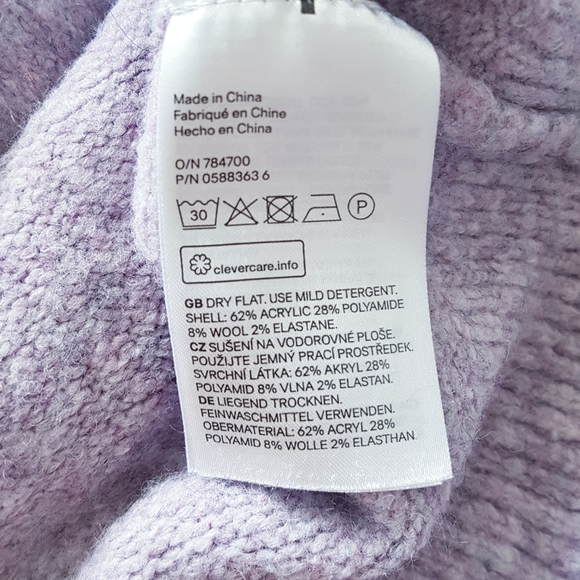 Made in China
Fabriqué en Chine
Hecho en China
O/N 784700
P/N 0588363 6
30 P
clevercare.info
GB DRY FLAT. USE MILD DETERGENT.
SHELL: 62% ACRYLIC 28% POLYAMIDE
8% WOOL 2% ELASTANE.
CZ SUŠENÍ NA VODOROVNÉ PLOŠE.
POUŽIJTE JEMNÝ PRACÍ PROSTŘEDEK.
SVRCHNÍ LÁTKA: 62% AKRYL 28%
POLYAMID 8% VLNA 2% ELASTAN.
DE LIEGEND TROCKNEN.
FEINWASCHMITTEL VERWENDEN.
OBERMATERIAL: 62% ACRYL 28%
POLYAMID 8% WOLLE 2% ELASTHAN.